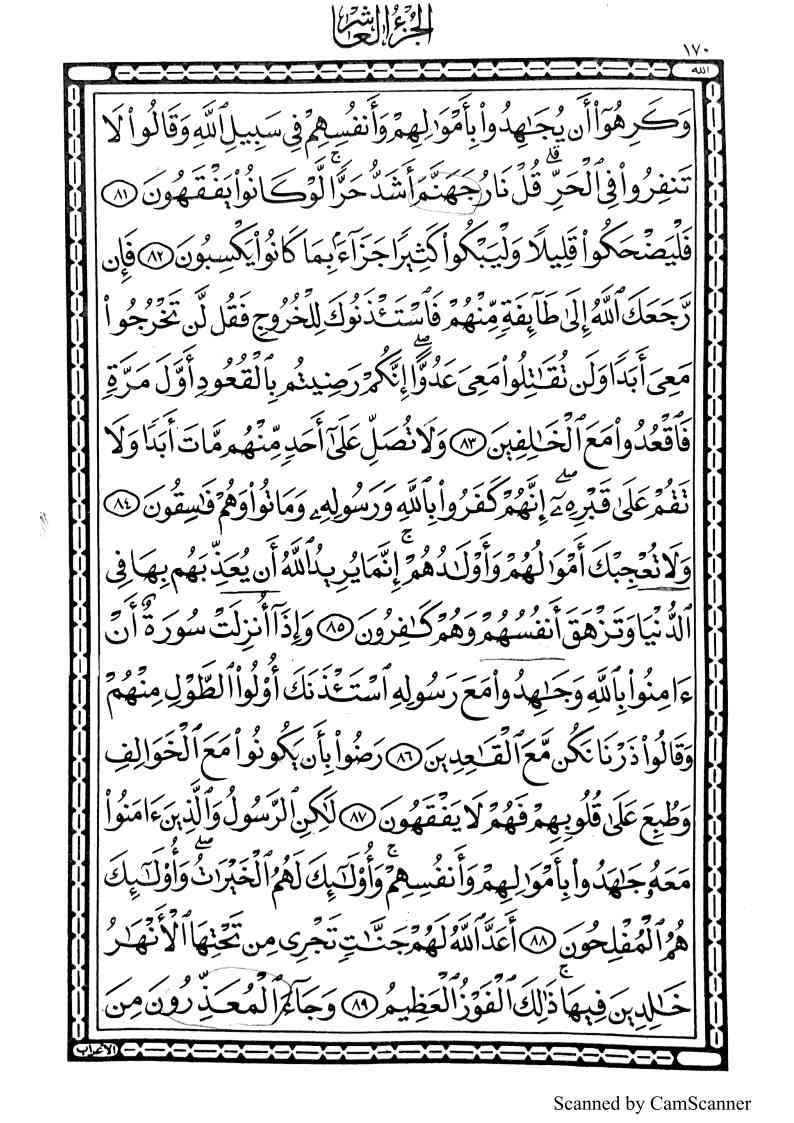 الجزء العاشر
١٧٠
الله
وَكَرِهُوٓا۟ أَن يُجَـٰهِدُوا۟ بِأَمْوَٰلِهِمْ وَأَنفُسِهِمْ فِى سَبِيلِ ٱللَّهِ وَقَالُوا۟ لَا
تَنفِرُوا۟ فِى ٱلْحَرِّ ۗ قُلْ نَارُ جَهَنَّمَ أَشَدُّ حَرًّا ۚ لَّوْ كَانُوا۟ يَفْقَهُونَ ٨١
فَلْيَضْحَكُوا۟ قَلِيلًا وَلْيَبْكُوا۟ كَثِيرًا جَزَآءًۢ بِمَا كَانُوا۟ يَكْسِبُونَ ٨٢ فَإِن
رَّجَعَكَ ٱللَّهُ إِلَىٰ طَآئِفَةٍ مِّنْهُمْ فَٱسْتَـْٔذَنُوكَ لِلْخُرُوجِ فَقُل لَّن تَخْرُجُوا۟
مَعِىَ أَبَدًا وَلَن تُقَـٰتِلُوا۟ مَعِىَ عَدُوًّا ۖ إِنَّكُمْ رَضِيتُم بِٱلْقُعُودِ أَوَّلَ مَرَّةٍ
فَٱقْعُدُوا۟ مَعَ ٱلْخَـٰلِفِينَ ٨٣ وَلَا تُصَلِّ عَلَىٰٓ أَحَدٍ مِّنْهُم مَّاتَ أَبَدًا وَلَا
تَقُمْ عَلَىٰ قَبْرِهِۦٓ ۖ إِنَّهُمْ كَفَرُوا۟ بِٱللَّهِ وَرَسُولِهِۦ وَمَاتُوا۟ وَهُمْ فَـٰسِقُونَ ٨٤
وَلَا تُعْجِبْكَ أَمْوَٰلُهُمْ وَأَوْلَـٰدُهُمْ ۚ إِنَّمَا يُرِيدُ ٱللَّهُ أَن يُعَذِّبَهُم بِهَا فِى
ٱلدُّنْيَا وَتَزْهَقَ أَنفُسُهُمْ وَهُمْ كَـٰفِرُونَ ٨٥ وَإِذَآ أُنزِلَتْ سُورَةٌ أَنْ
ءَامِنُوا۟ بِٱللَّهِ وَجَـٰهِدُوا۟ مَعَ رَسُولِهِ ٱسْتَـْٔذَنَكَ أُو۟لُوا۟ ٱلطَّوْلِ مِنْهُمْ
وَقَالُوا۟ ذَرْنَا نَكُن مَّعَ ٱلْقَـٰعِدِينَ ٨٦ رَضُوا۟ بِأَن يَكُونُوا۟ مَعَ ٱلْخَوَالِفِ
وَطُبِعَ عَلَىٰ قُلُوبِهِمْ فَهُمْ لَا يَفْقَهُونَ ٨٧ لَـٰكِنِ ٱلرَّسُولُ وَٱلَّذِينَ ءَامَنُوا۟
مَعَهُۥ جَـٰهَدُوا۟ بِأَمْوَٰلِهِمْ وَأَنفُسِهِمْ ۚ وَأُو۟لَـٰٓئِكَ لَهُمُ ٱلْخَيْرَٰتُ ۖ وَأُو۟لَـٰٓئِكَ
هُمُ ٱلْمُفْلِحُونَ ٨٨ أَعَدَّ ٱللَّهُ لَهُمْ جَنَّـٰتٍ تَجْرِى مِن تَحْتِهَا ٱلْأَنْهَـٰرُ
خَـٰلِدِينَ فِيهَا ۚ ذَٰلِكَ ٱلْفَوْزُ ٱلْعَظِيمُ ٨٩ وَجَآءَ ٱلْمُعَذِّرُونَ مِنَ
الأعراب
Scanned by CamScanner